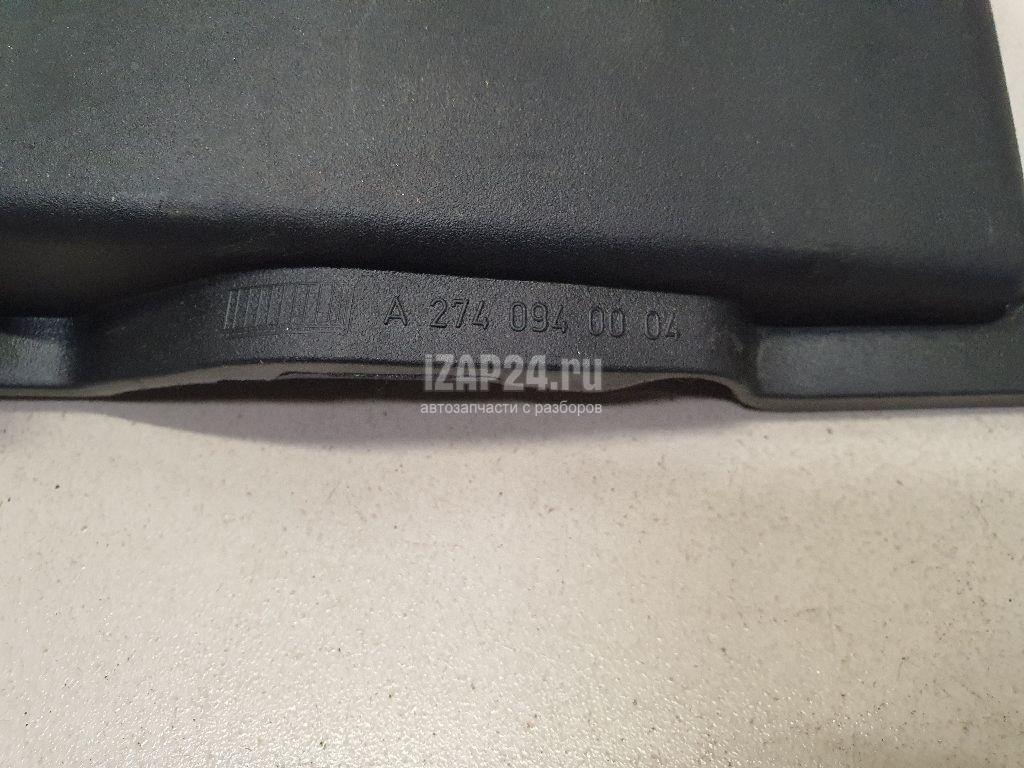 A 274 094 00 04
IZAP24.ru
автозапчасти с разборов